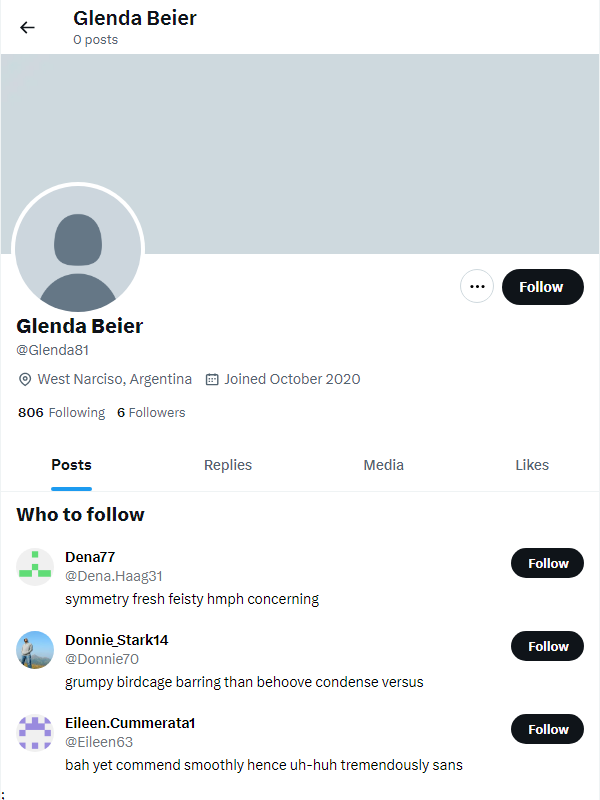 Glenda Beier
0 posts
Follow
Glenda Beier
@Glenda81
West Narciso, Argentina Joined October 2020
806 Following 6 Followers
Posts Replies Media Likes
Who to follow
Dena77
@Dena.Haag31
Follow
symmetry fresh feisty hmph concerning
Donnie_Stark14
@Donnie70
Follow
grumpy birdcage barring than behoove condense versus
Eileen.Cummerata1
@Eileen63
Follow
bah yet commend smoothly hence uh-huh tremendously sans
;